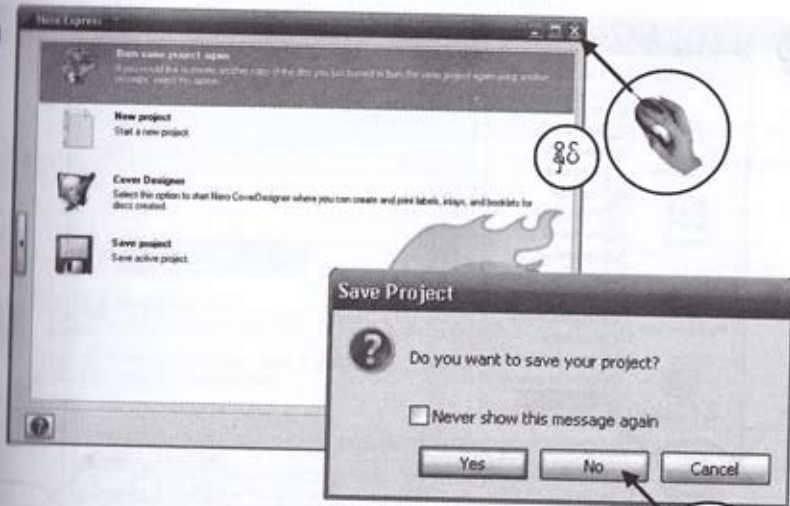 Nero Express
Burn same project again
New project
Start a new project.
Cover Designer
Select this option to start Nero CoverDesigner where you can create and print labels, inlays, and booklets for
discs created.
Save project
Save active project.
နှိပ်
Save Project
Do you want to save your project?
Never show this message again
Yes
No
Cancel